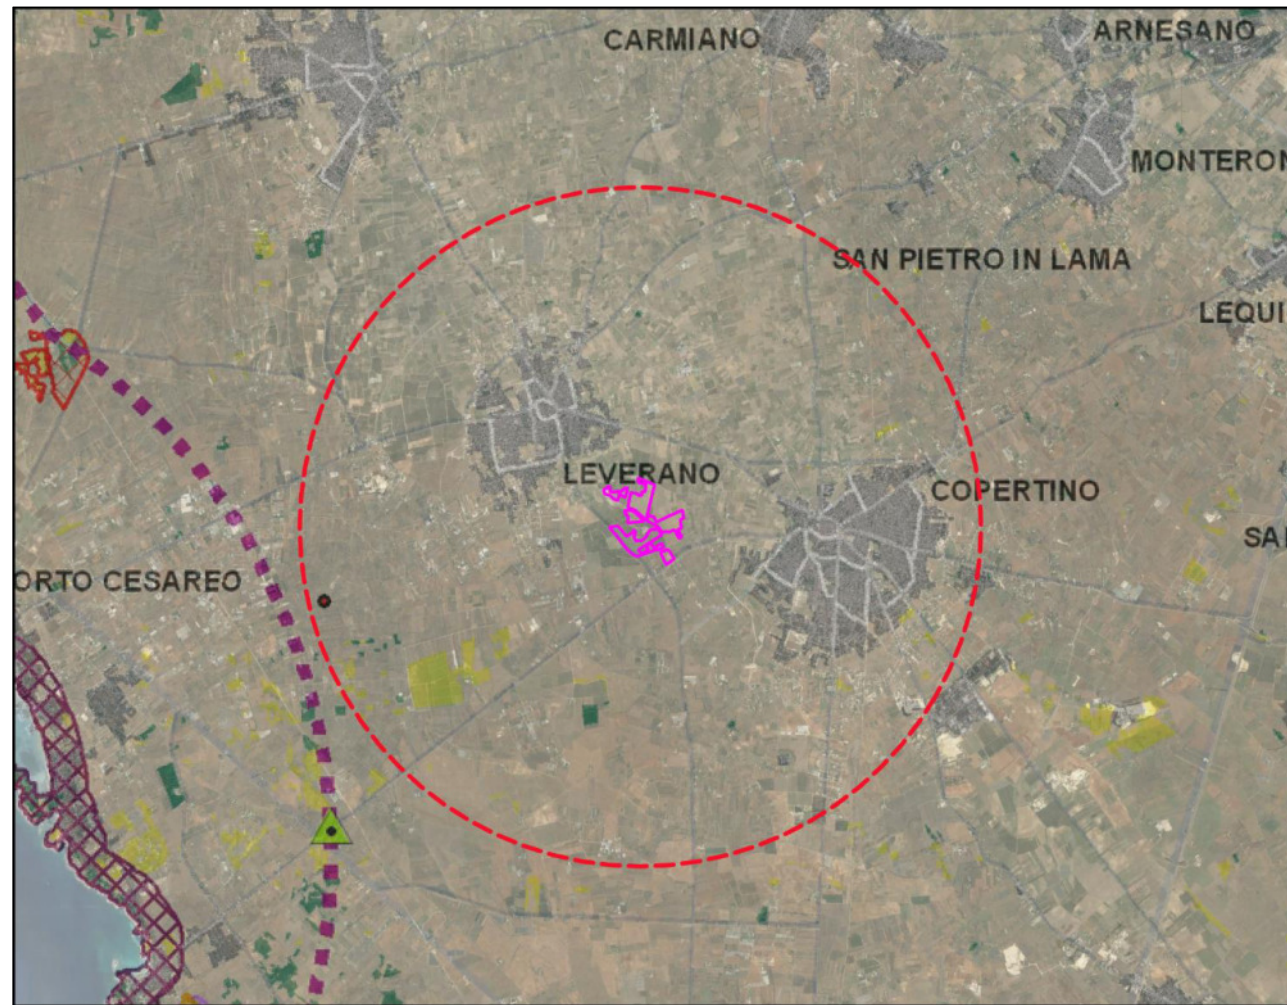 CARMIANO
ARNESANO
MONTERON
SAN PIETRO IN LAMA
LEQUI
LEVERANO
COPERTINO
SA
ORTO CESAREO